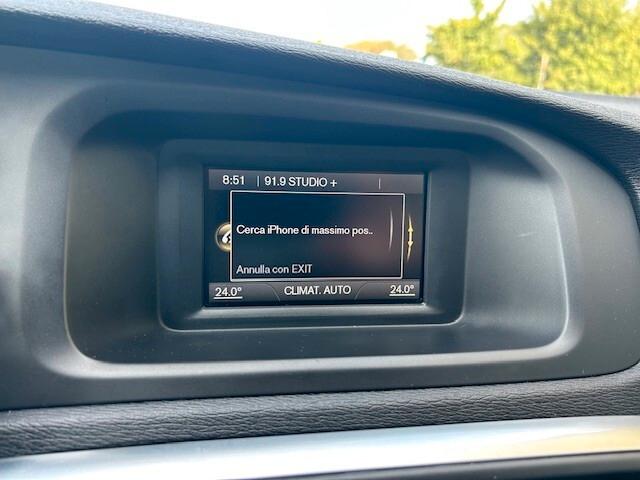 8:51 | 91.9 STUDIO +
Cerca iPhone di massimo pos..
Annulla con EXIT
24.0° CLIMAT. AUTO 24.0°